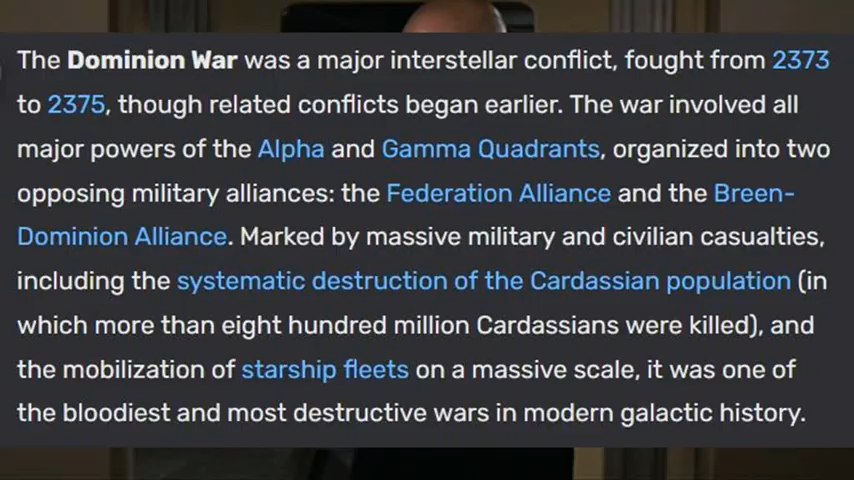 The Dominion War was a major interstellar conflict, fought from 2373
to 2375, though related conflicts began earlier. The war involved all
major powers of the Alpha and Gamma Quadrants, organized into two
opposing military alliances: the Federation Alliance and the Breen-
Dominion Alliance. Marked by massive military and civilian casualties,
including the systematic destruction of the Cardassian population (in
which more than eight hundred million Cardassians were killed), and
the mobilization of starship fleets on a massive scale, it was one of
the bloodiest and most destructive wars in modern galactic history.